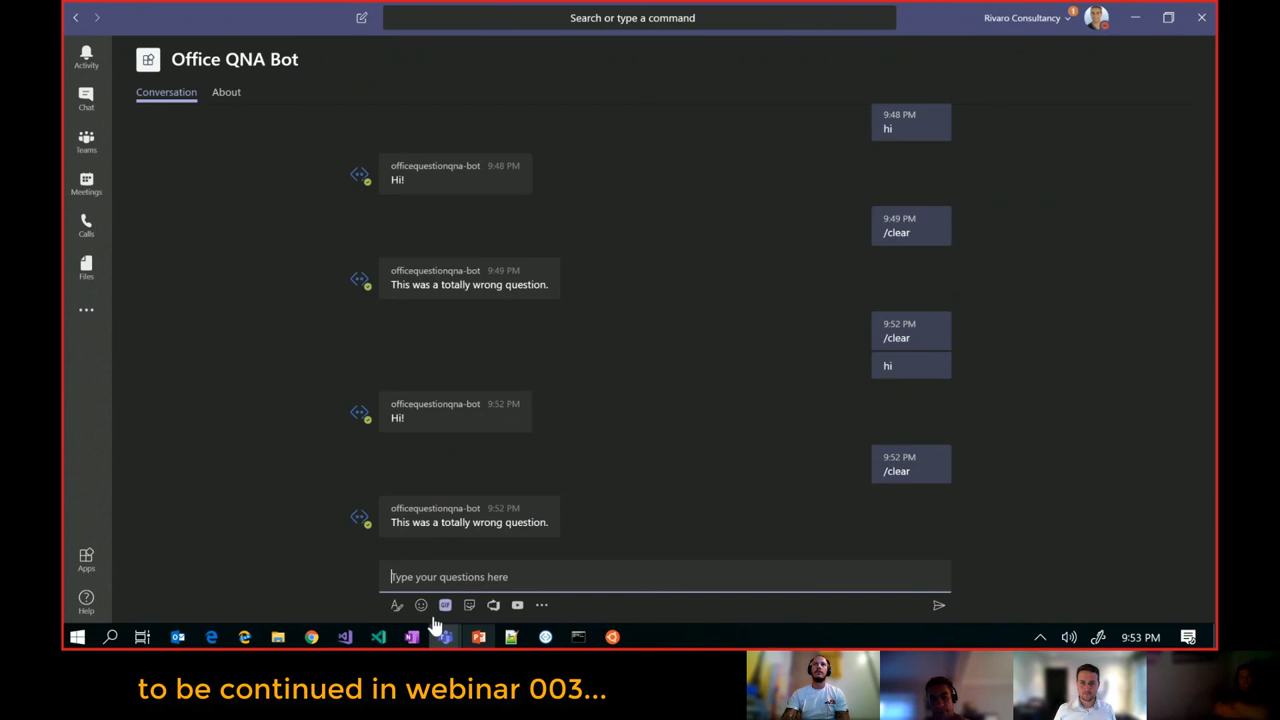 Search or type a command
Rivaro Consultancy
1
Activity
Office QNA Bot
Conversation
About
Chat
9:48 PM
hi
Teams
officequestionqna-bot 9:48 PM
Hi!
Meetings
9:49 PM
/clear
Calls
officequestionqna-bot 9:49 PM
This was a totally wrong question.
Files
9:52 PM
/clear
hi
officequestionqna-bot 9:52 PM
Hi!
9:52 PM
/clear
officequestionqna-bot 9:52 PM
This was a totally wrong question.
Apps
Type your questions here
Help
GIF
9:53 PM
to be continued in webinar 003...